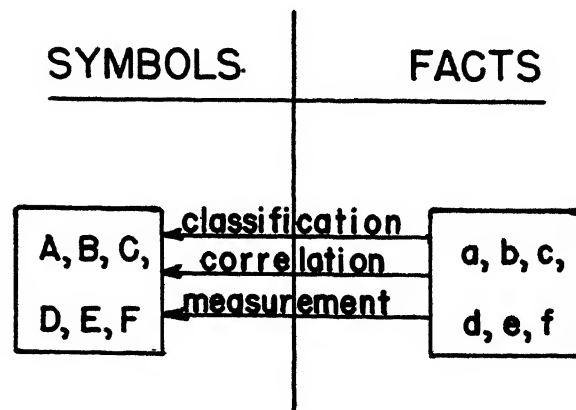 SYMBOLS FACTS
classification
A, B, C, correlation a, b, c,
D, E, F measurement d, e, f